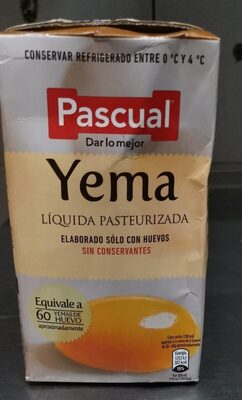 CONSERVAR REFRIGERADO ENTRE 0 °C Y 4 °C
Pascual
Dar lo mejor
Yema
LÍQUIDA PASTEURIZADA
ELABORADO SÓLO CON HUEVOS
SIN CONSERVANTES
Equivale a
60 YEMAS DE HUEVO
aproximadamente
Energía